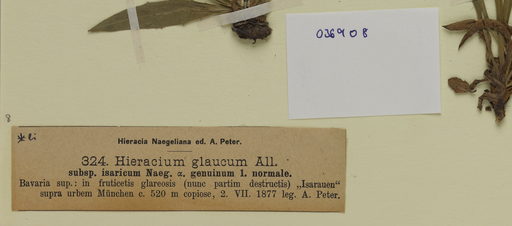 036908
8
*li
Hieracia Naegeliana ed. A. Peter.
324. Hieracium glaucum All.
subsp. isaricum Naeg. α. genuinum 1. normale.
Bavaria sup.: in fruticetis glareosis (nunc partim destructis) „Isarauen“
supra urbem München c. 520 m copiose, 2. VII. 1877 leg. A. Peter.